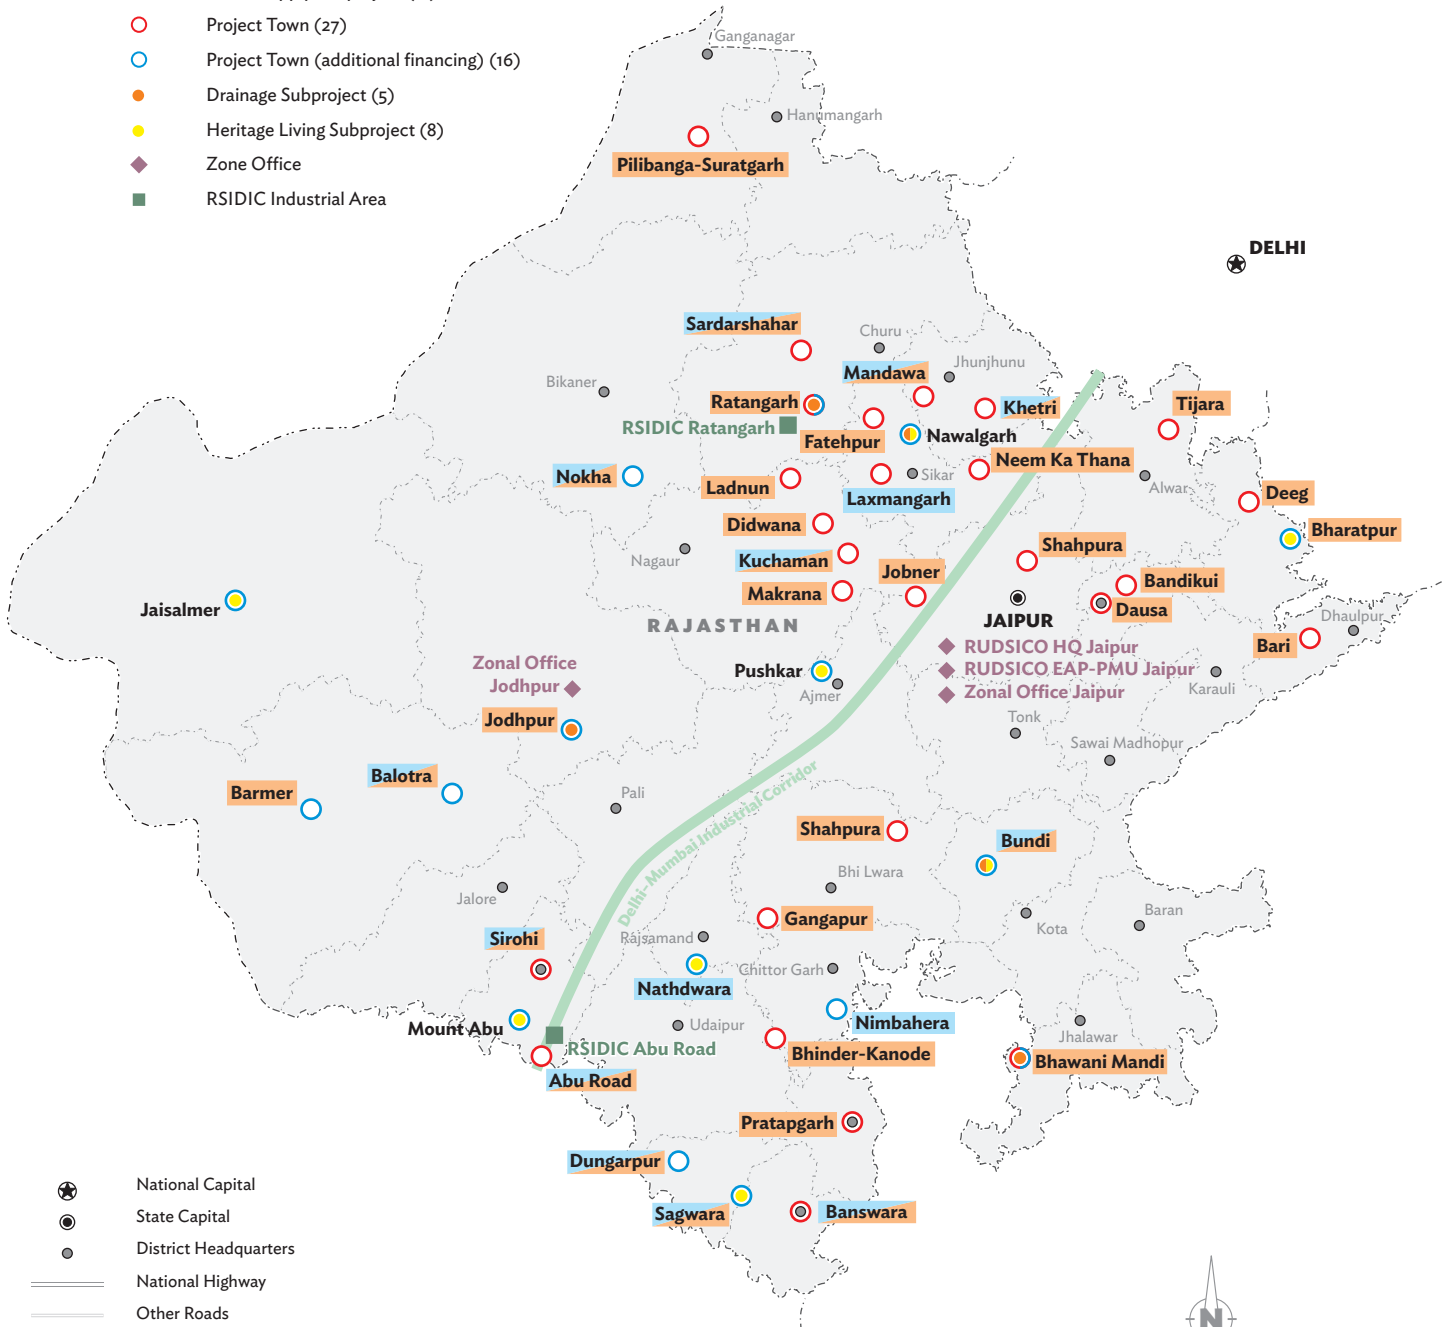 Project Town (27)
Project Town (additional financing) (16)
Drainage Subproject (5)
Heritage Living Subproject (8)
Zone Office
RSIDIC Industrial Area
Ganganagar
Hanumangarh
Pilibanga-Suratgarh
DELHI
Sardarshahar
Churu
Jhunjhunu
Mandawa
Bikaner
Ratangarh
Khetri
Tijara
RSIDIC Ratangarh
Fatehpur
Nawalgarh
Neem Ka Thana
Nokha
Ladnun
Sikar
Laxmangarh
Alwar
Deeg
Didwana
Bharatpur
Nagaur
Kuchaman
Shahpura
Jobner
Bandikui
Makrana
Jaisalmer
Dausa
JAIPUR
Dhaulpur
RAJASTHAN
Bari
RUDSICO HQ Jaipur
Zonal Office
Jodhpur
Pushkar
RUDSICO EAP-PMU Jaipur
Karauli
Ajmer
Zonal Office Jaipur
Jodhpur
Tonk
Sawai Madhopur
Balotra
Barmer
Pali
Delhi-Mumbai Industrial Corridor
Shahpura
Bundi
Bhi Lwara
Jalore
Baran
Gangapur
Kota
Sirohi
Rajsamand
Chittor Garh
Nathdwara
Mount Abu
Udaipur
Nimbahera
Jhalawar
RSIDIC Abu Road
Bhinder-Kanode
Bhawani Mandi
Abu Road
Pratapgarh
Dungarpur
Sagwara
Banswara
National Capital
State Capital
District Headquarters
National Highway
Other Roads
N